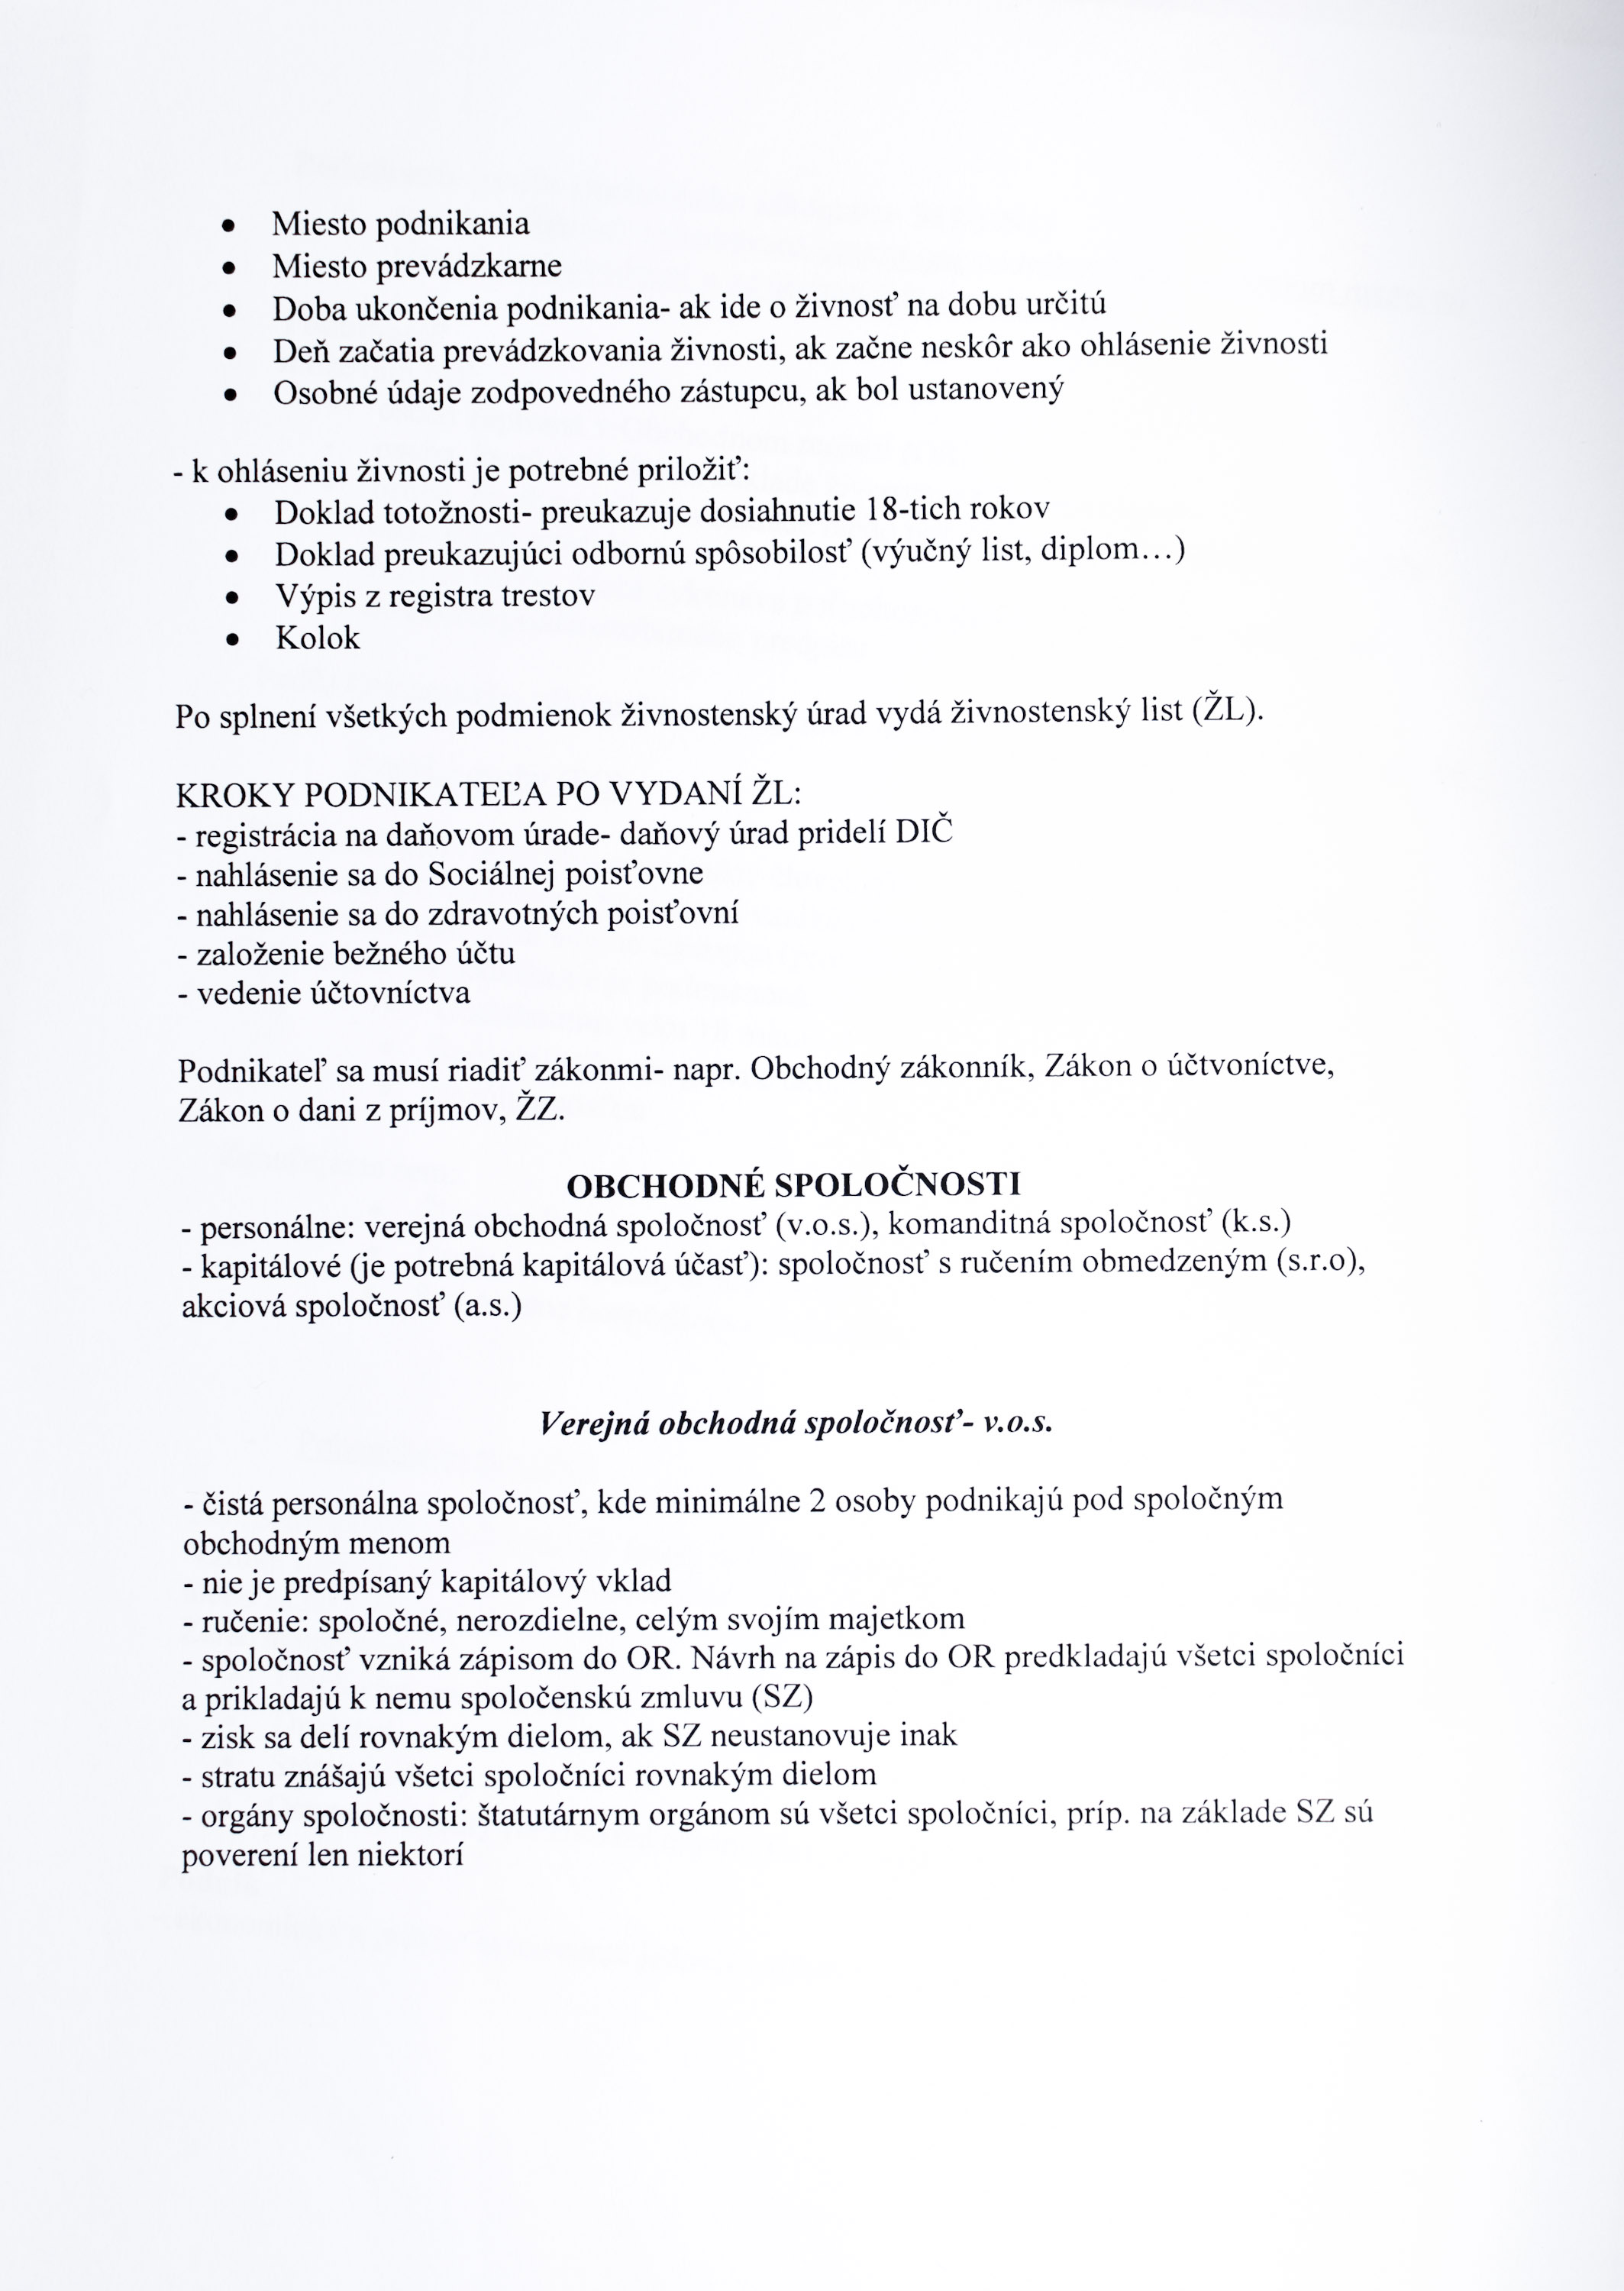 • Miesto podnikania
• Miesto prevádzkarne
• Doba ukončenia podnikania- ak ide o živnosť na dobu určitú
• Deň začatia prevádzkovania živnosti, ak začne neskôr ako ohlásenie živnosti
• Osobné údaje zodpovedného zástupcu, ak bol ustanovený
- k ohláseniu živnosti je potrebné priložiť:
• Doklad totožnosti- preukazuje dosiahnutie 18-tich rokov
• Doklad preukazujúci odbornú spôsobilosť (výučný list, diplom…)
• Výpis z registra trestov
• Kolok
Po splnení všetkých podmienok živnostenský úrad vydá živnostenský list (ŽL).
KROKY PODNIKATEĽA PO VYDANÍ ŽL:
- registrácia na daňovom úrade- daňový úrad pridelí DIČ
- nahlásenie sa do Sociálnej poisťovne
- nahlásenie sa do zdravotných poisťovní
- založenie bežného účtu
- vedenie účtovníctva
Podnikateľ sa musí riadiť zákonmi- napr. Obchodný zákonník, Zákon o účtvoníctve,
Zákon o dani z príjmov, ŽZ.
OBCHODNÉ SPOLOČNOSTI
- personálne: verejná obchodná spoločnosť (v.o.s.), komanditná spoločnosť (k.s.)
- kapitálové (je potrebná kapitálová účasť): spoločnosť s ručením obmedzeným (s.r.o),
akciová spoločnosť (a.s.)
Verejná obchodná spoločnosť- v.o.s.
- čistá personálna spoločnosť, kde minimálne 2 osoby podnikajú pod spoločným
obchodným menom
- nie je predpísaný kapitálový vklad
- ručenie: spoločné, nerozdielne, celým svojím majetkom
- spoločnosť vzniká zápisom do OR. Návrh na zápis do OR predkladajú všetci spoločníci
a prikladajú k nemu spoločenskú zmluvu (SZ)
- zisk sa delí rovnakým dielom, ak SZ neustanovuje inak
- stratu znášajú všetci spoločníci rovnakým dielom
- orgány spoločnosti: štatutárnym orgánom sú všetci spoločníci, príp. na základe SZ sú
poverení len niektorí